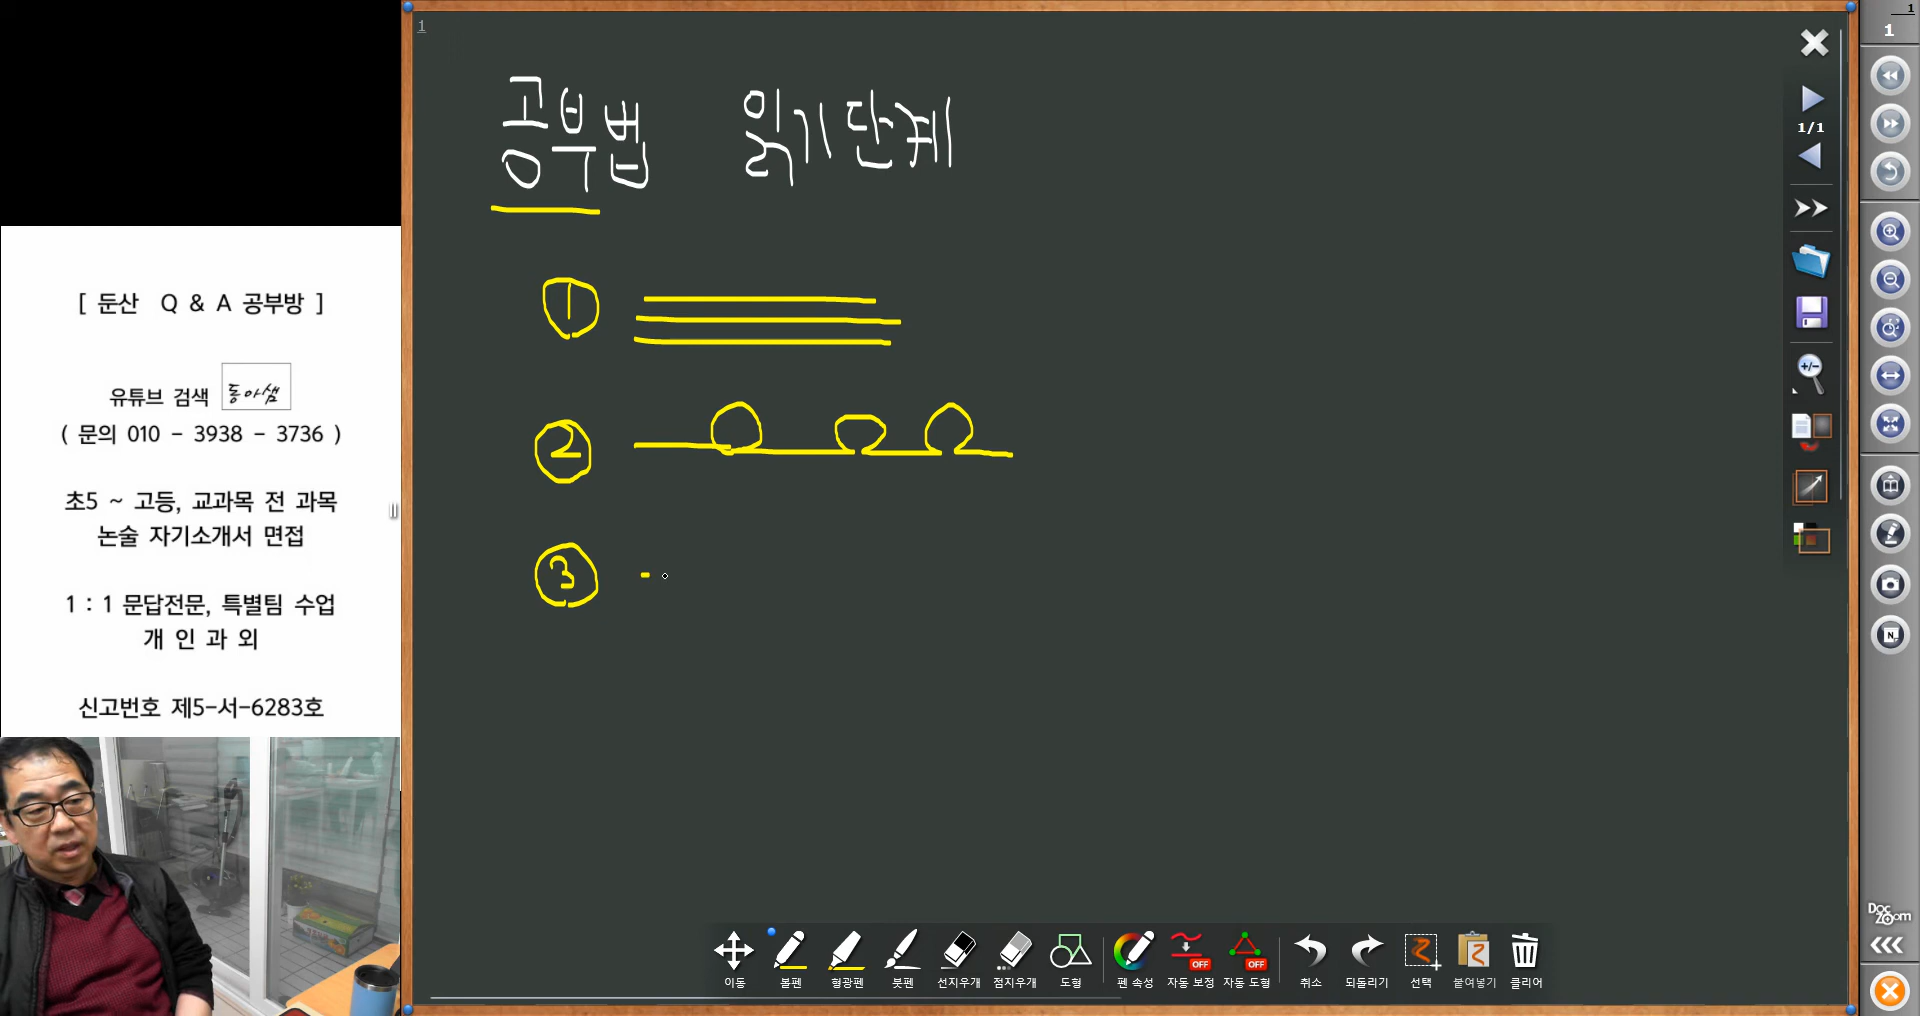 [ 둔산 Q & A 공부방 ]
유튜브 검색 동아샘
( 문의 010 - 3938 - 3736 )
초5 ~ 고등, 교과목 전 과목
논술 자기소개서 면접
1 : 1 문답전문, 특별팀 수업
개 인 과 외
신고번호 제5-서-6283호
1
공부법 읽기단계
①
②
③
1/1
+/-
이동 볼펜 형광펜 붓펜 선지우개 점지우개 도형 펜 속성 OFF 자동 보정 OFF 자동 도형 취소 되돌리기 선택 붙여넣기 클리어
1
1
N
Doc Zoom